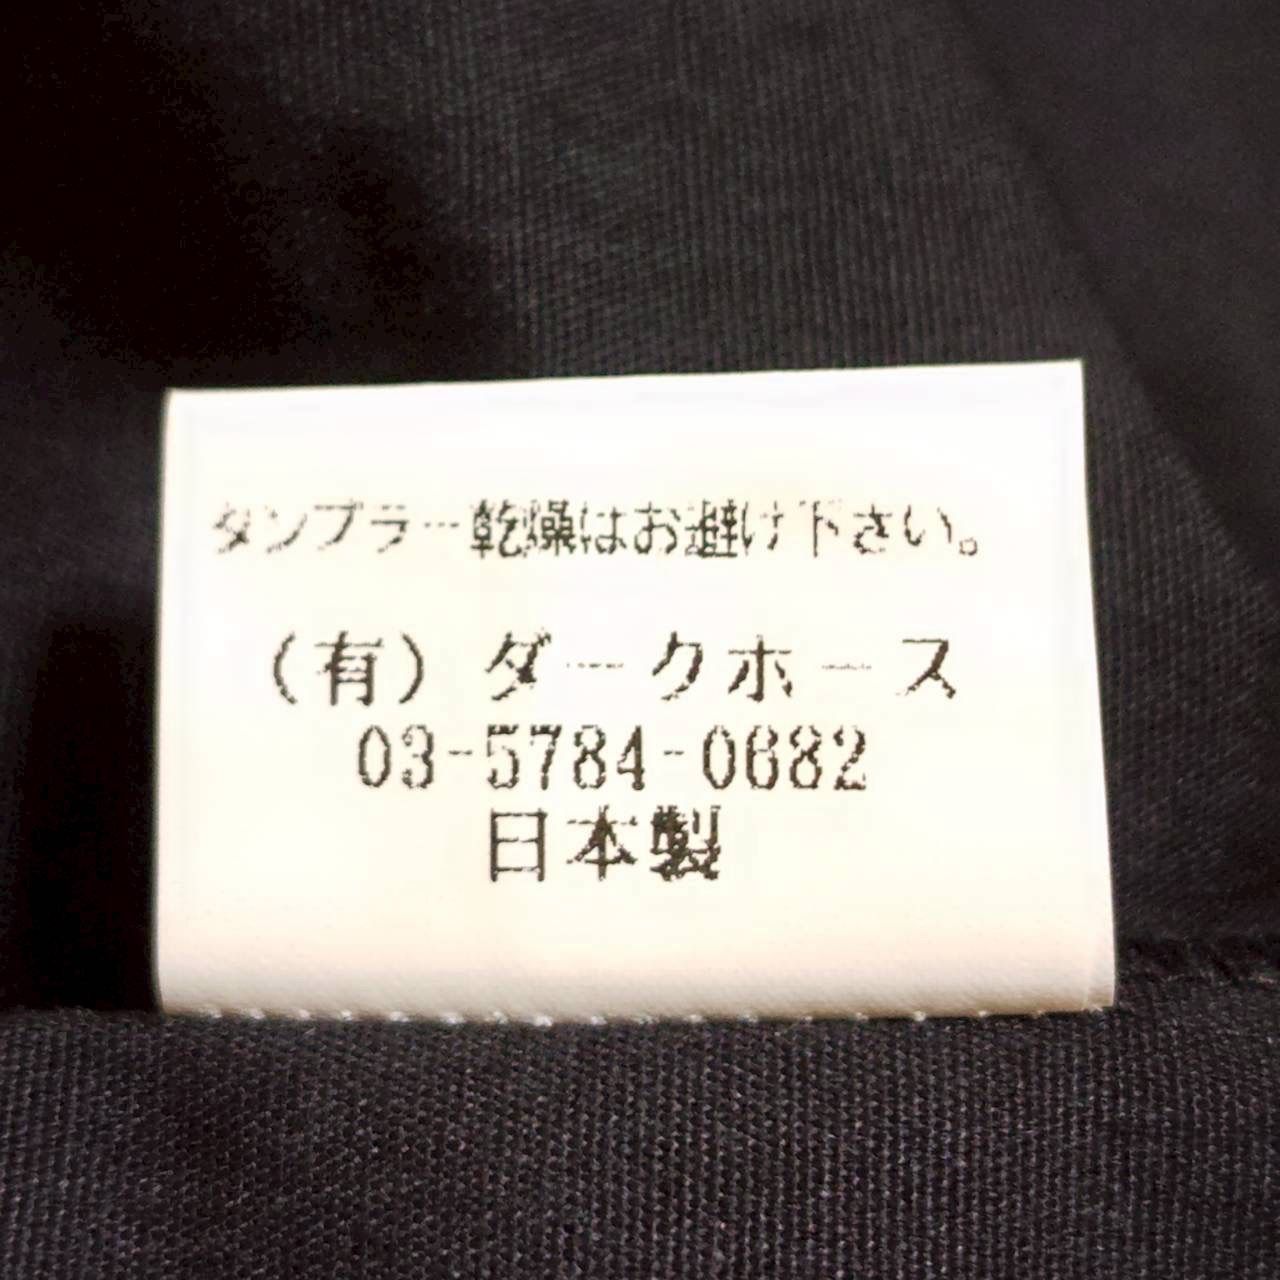 タンブラー乾燥はお避け下さい。
（有）ダークホース
03-5784-0682
日本製